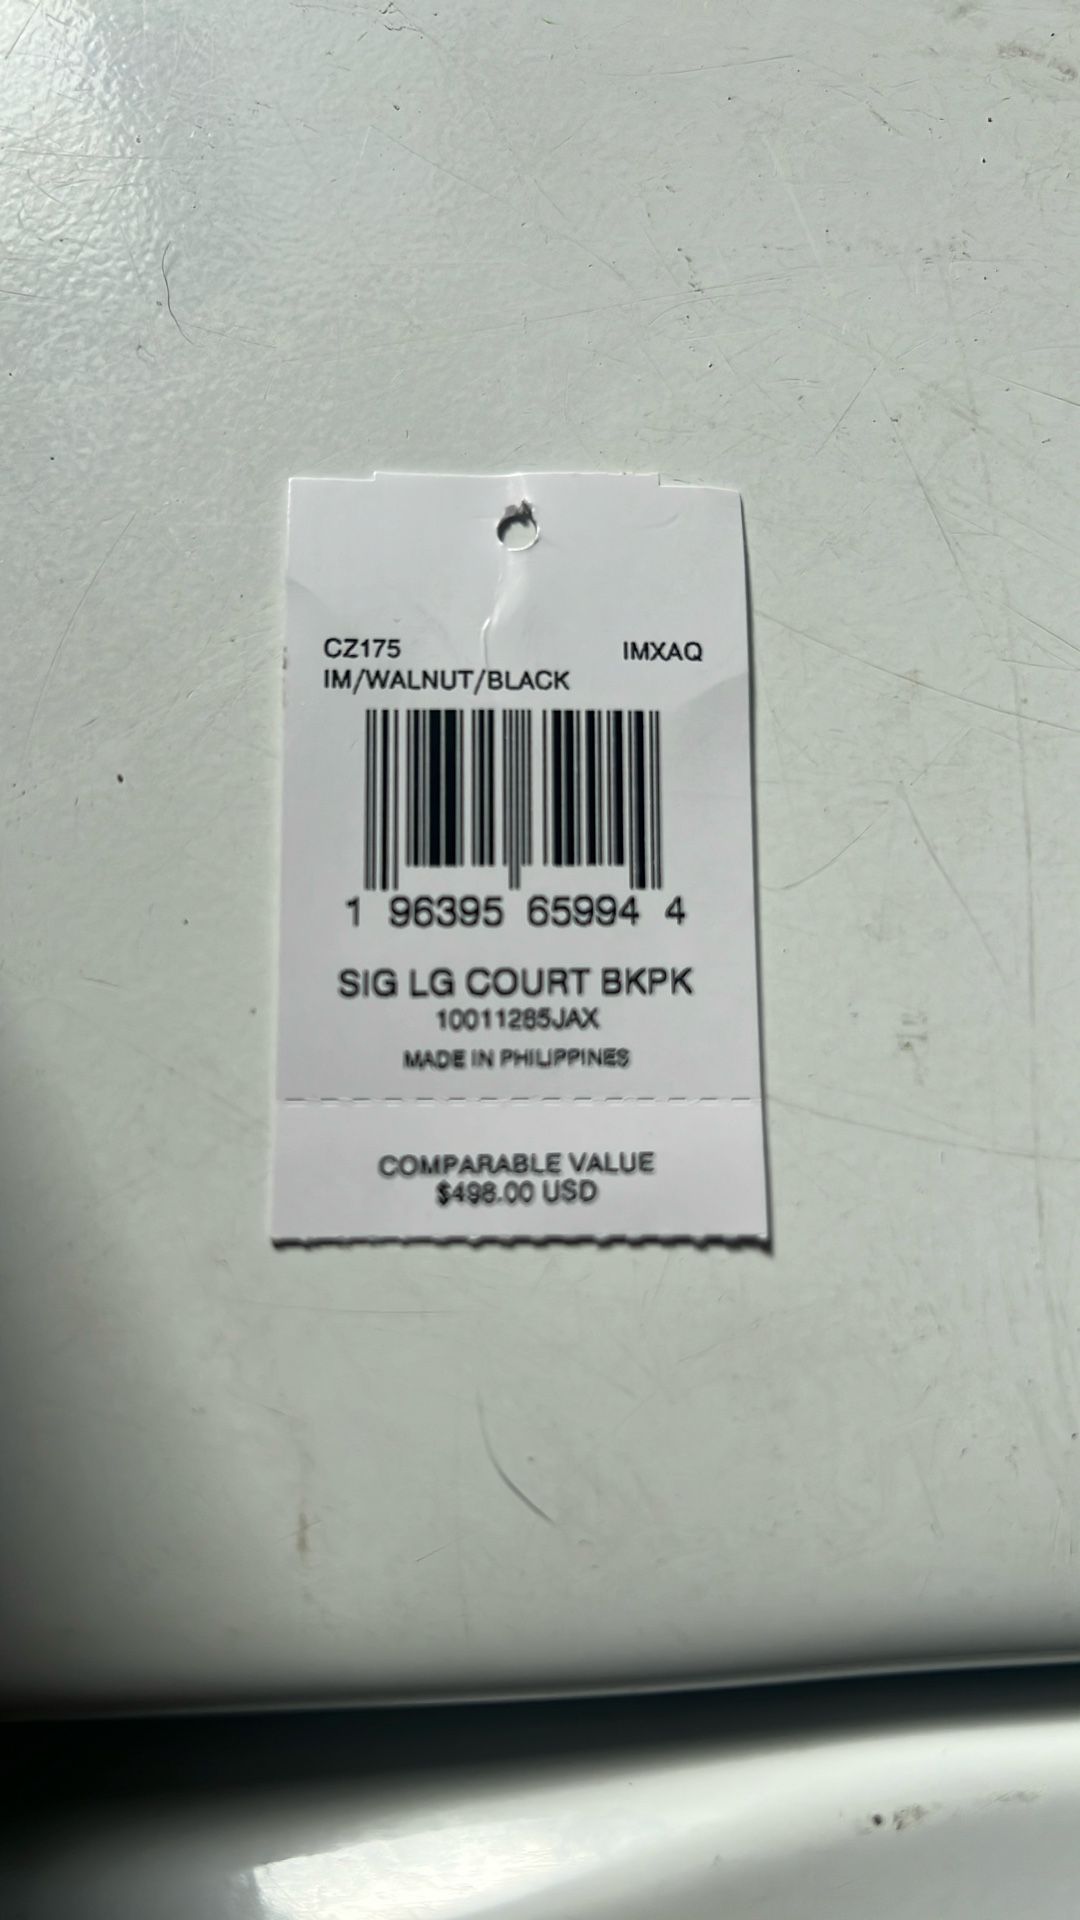 CZ175 IMXAQ
IM/WALNUT/BLACK
1 96395 65994 4
SIG LG COURT BKPK
10011285JAX
MADE IN PHILIPPINES
COMPARABLE VALUE
$498.00 USD